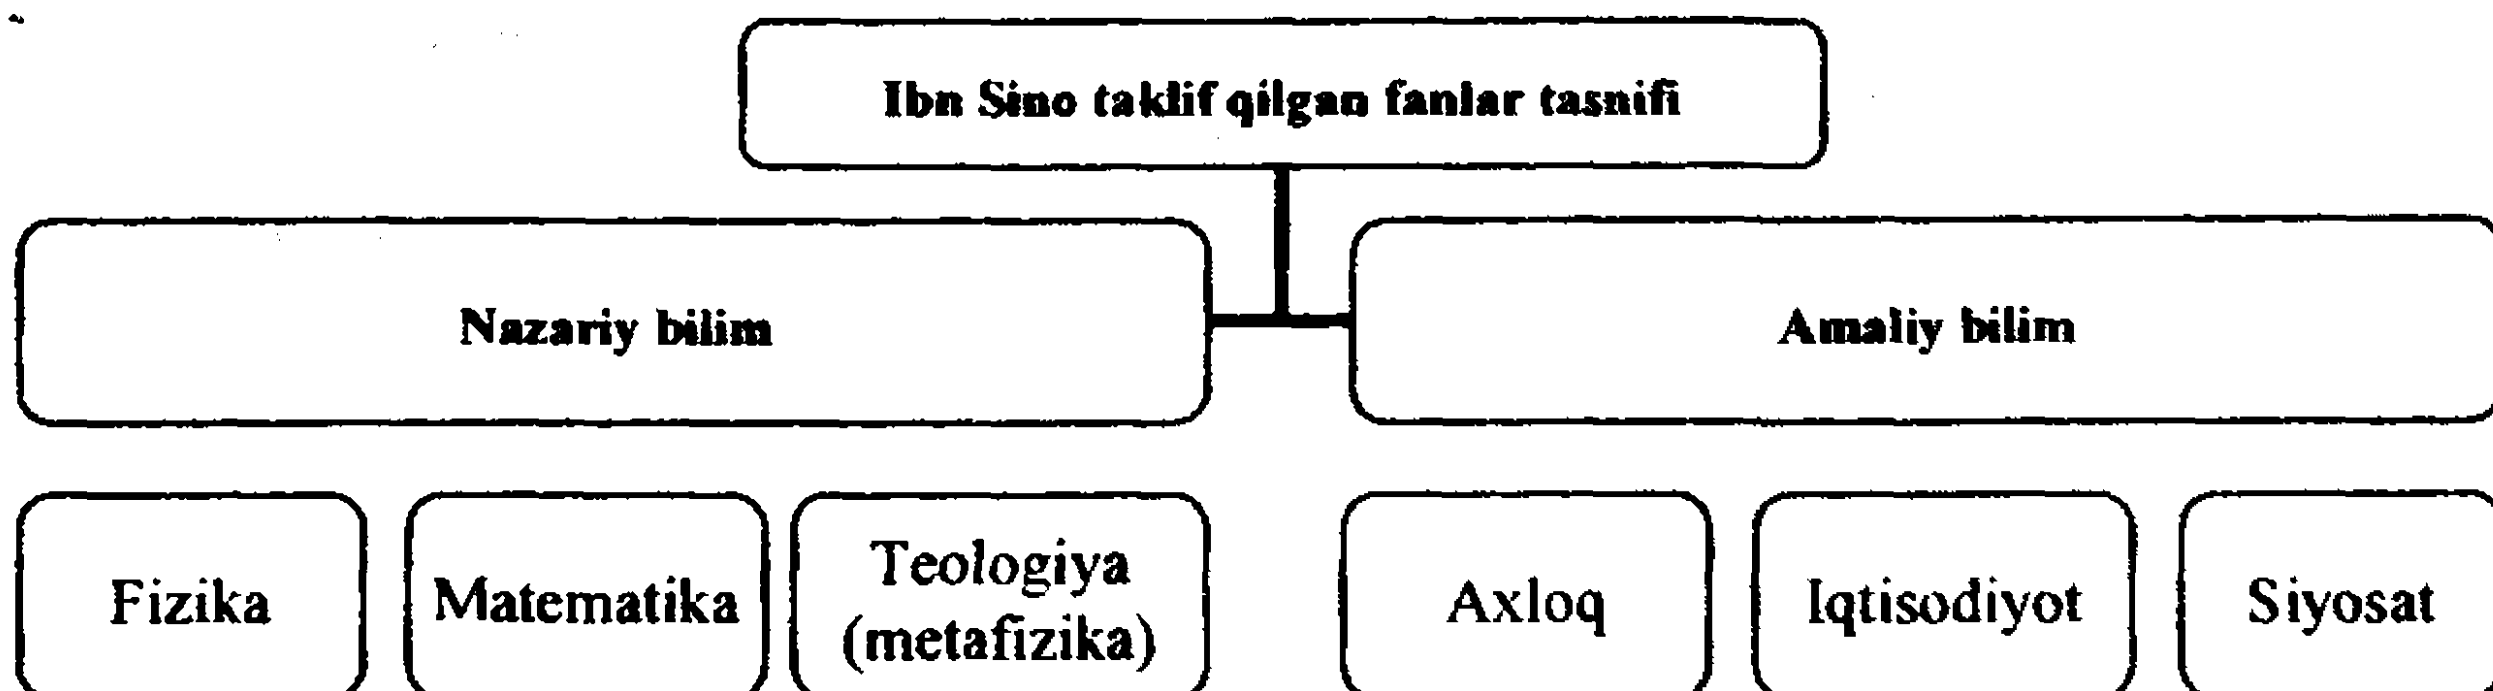 Ibn Sino taklif qilgan fanlar tasnifi
Nazariy bilim
Amaliy bilim
Fizika
Matematika
Teologiya
(metafizika)
Axloq
Iqtisodiyot
Siyosat